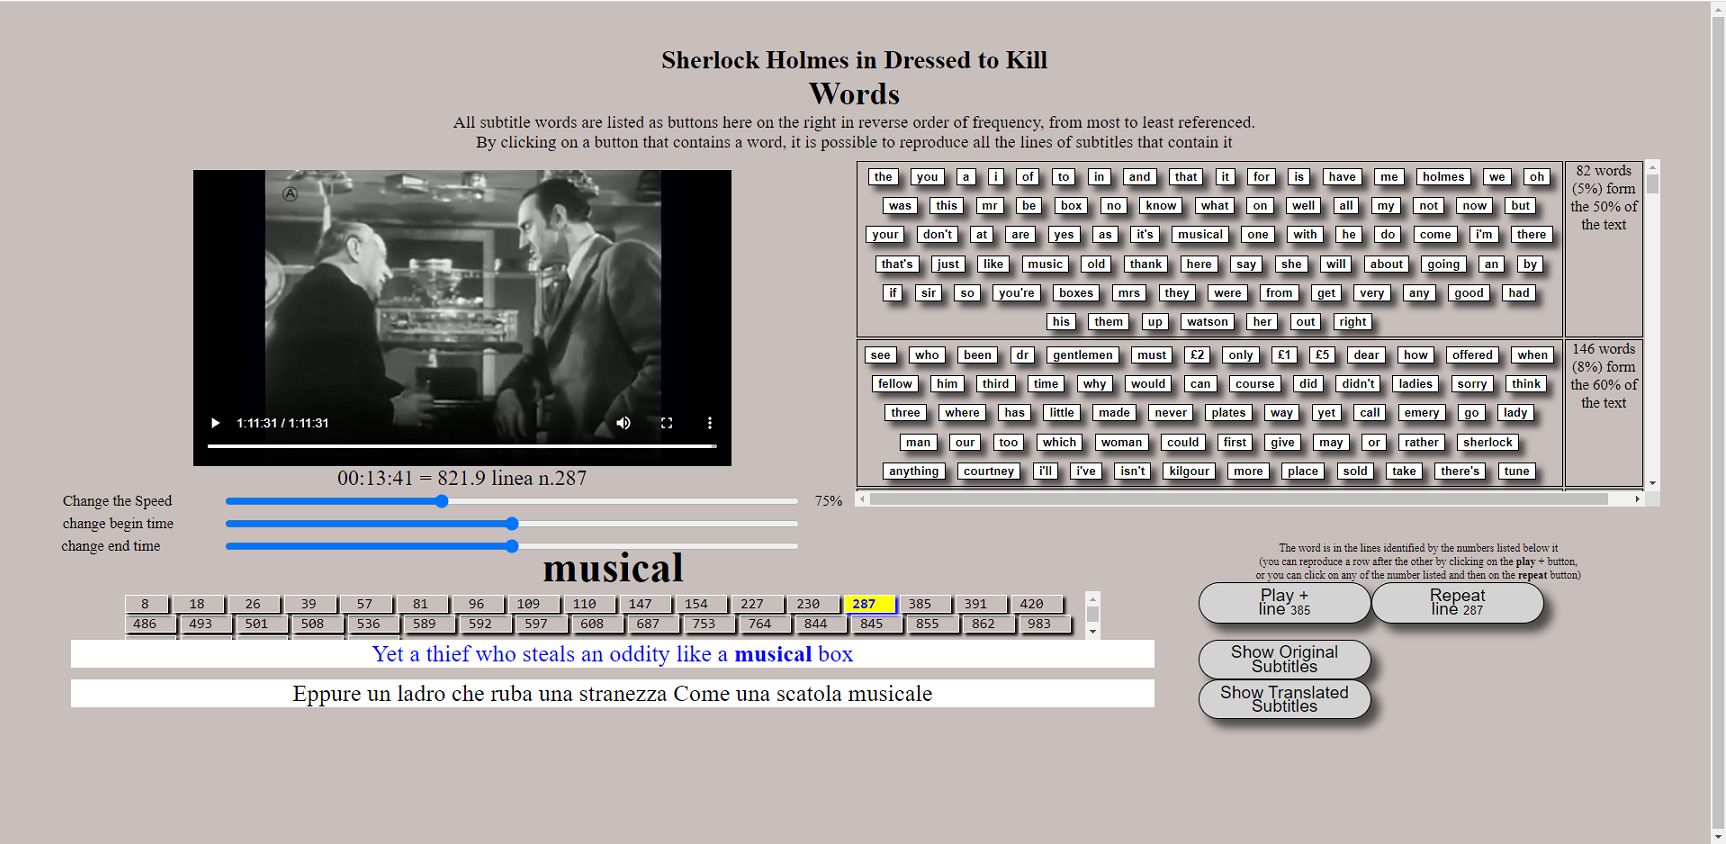 Sherlock Holmes in Dressed to Kill
Words
All subtitle words are listed as buttons here on the right in reverse order of frequency, from most to least referenced.
By clicking on a button that contains a word, it is possible to reproduce all the lines of subtitles that contain it
A
1:11:31 / 1:11:31
00:13:41 = 821.9 linea n.287
Change the Speed 75%
change begin time
change end time
the you a i of to in and that it for is have me holmes we oh
was this mr be box no know what on well all my not now but
your don't at are yes as it's musical one with he do come i'm there
that's just like music old thank here say she will about going an by
if sir so you're boxes mrs they were from get very any good had
his them up watson her out right
82 words
(5%) form
the 50% of
the text
see who been dr gentlemen must £2 only £1 £5 dear how offered when
fellow him third time why would can course did didn't ladies sorry think
three where has little made never plates way yet call emery go lady
man our too which woman could first give may or rather sherlock
anything courtney i'll i've isn't kilgour more place sold take there's tune
146 words
(8%) form
the 60% of
the text
musical
8 18 26 39 57 81 96 109 110 147 154 227 230 287 385 391 420
486 493 501 508 536 589 592 597 608 687 753 764 844 845 855 862 983
Yet a thief who steals an oddity like a musical box
Eppure un ladro che ruba una stranezza Come una scatola musicale
The word is in the lines identified by the numbers listed below it
(you can reproduce a row after the other by clicking on the play + button,
or you can click on any of the number listed and then on the repeat button)
Play +
line 385
Repeat
line 287
Show Original
Subtitles
Show Translated
Subtitles